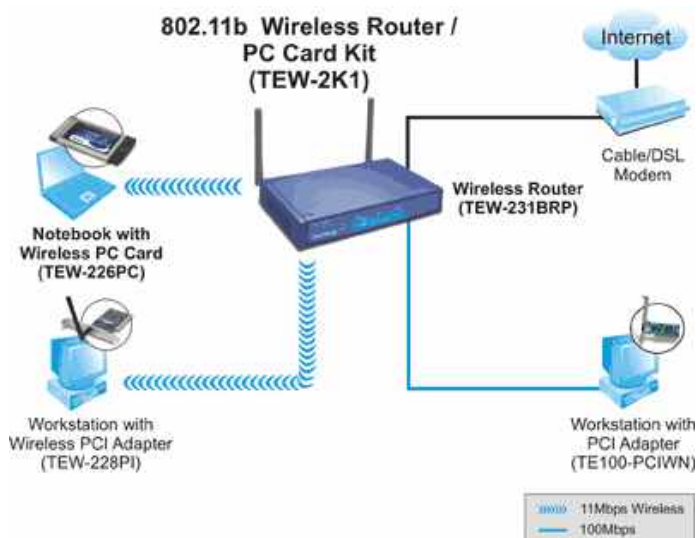 802.11b Wireless Router /
PC Card Kit
(TEW-2K1)
Internet
Cable/DSL
Modem
Wireless Router
(TEW-231BRP)
Notebook with
Wireless PC Card
(TEW-226PC)
Workstation with
Wireless PCI Adapter
(TEW-228PI)
Workstation with
PCI Adapter
(TE100-PCIWN)
11Mbps Wireless
100Mbps